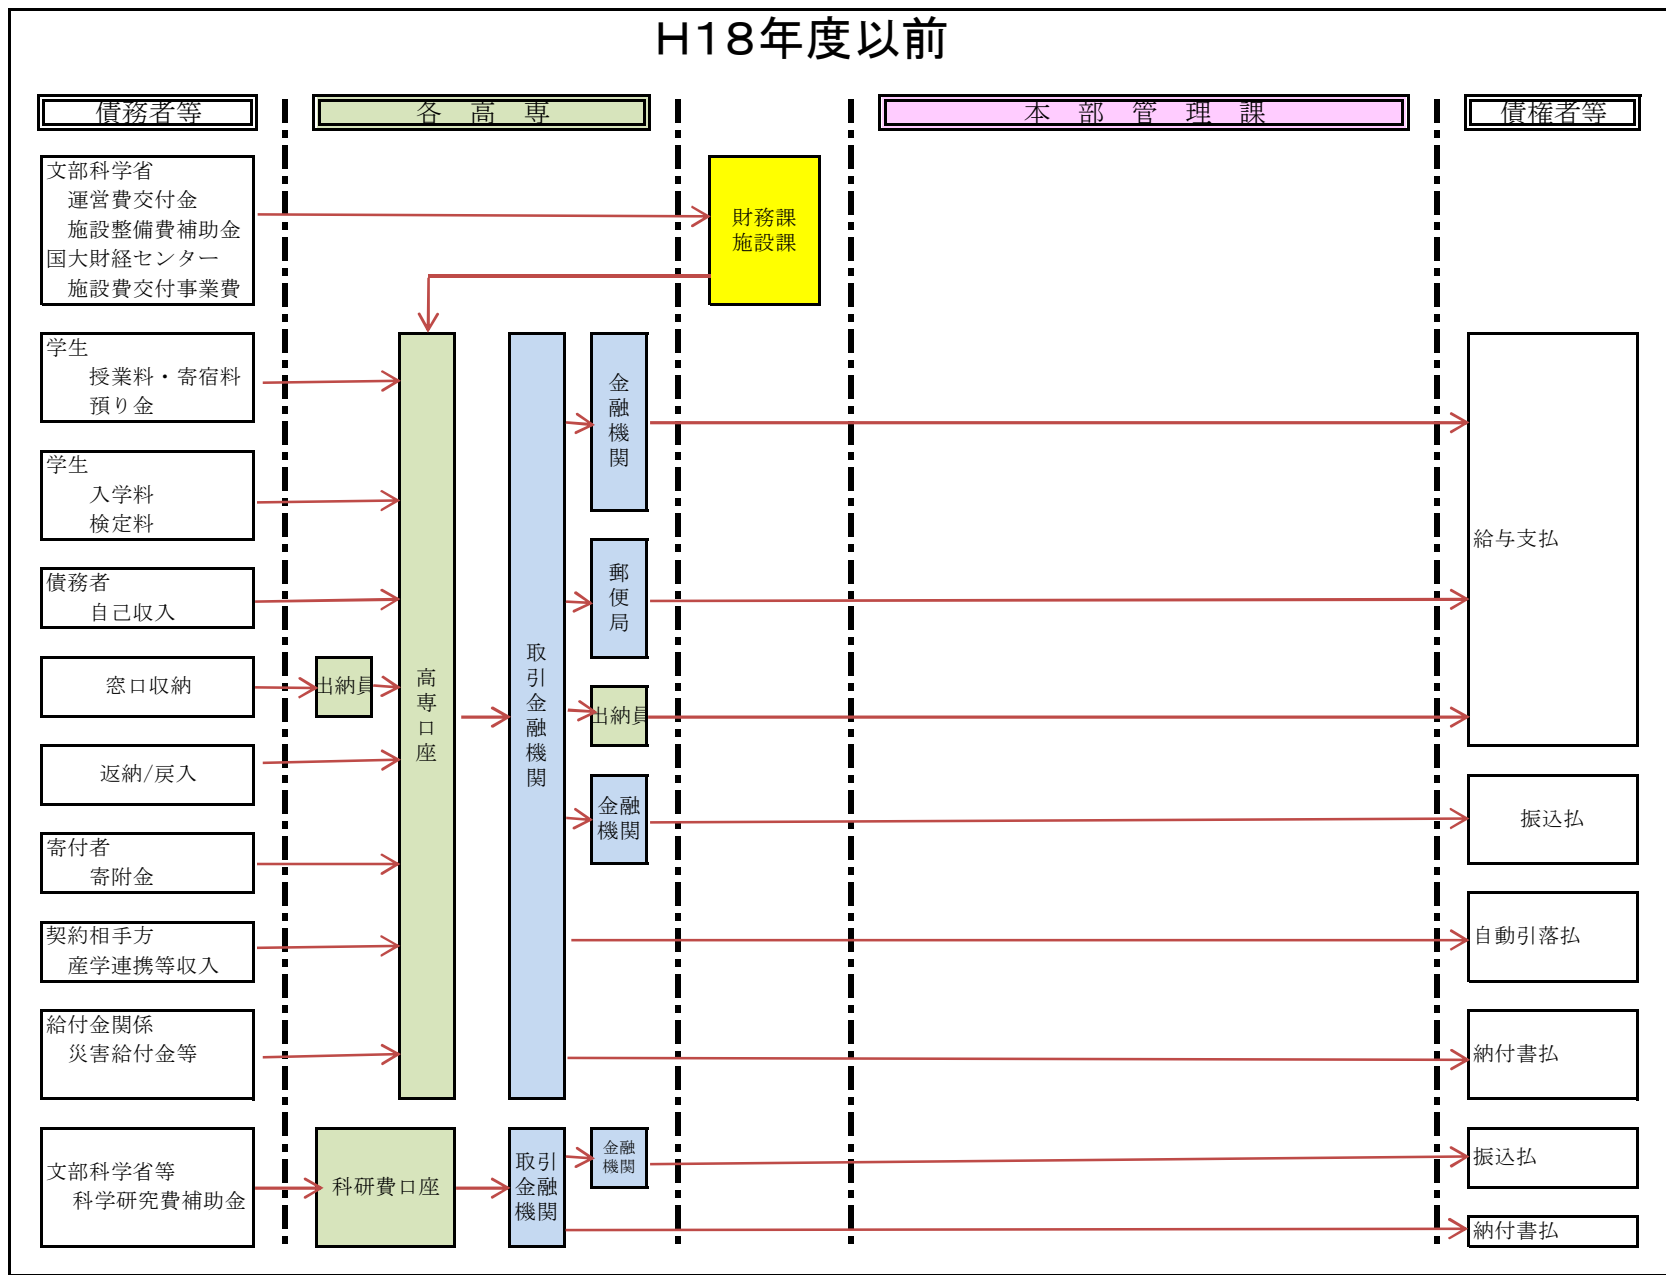 H18年度以前
債務者等
各 高 専
本 部 管 理 課
債権者等
文部科学省
運営費交付金
施設整備費補助金
国大財経センター
施設費交付事業費
財務課
施設課
学生
授業料・寄宿料
預り金
学生
入学料
検定料
債務者
自己収入
窓口収納
出納員
返納/戻入
寄付者
寄附金
契約相手方
産学連携等収入
給付金関係
災害給付金等
高専口座
取引金融機関
金融機関
郵便局
出納員
金融
機関
給与支払
振込払
自動引落払
納付書払
文部科学省等
科学研究費補助金
科研費口座
取引
金融
機関
金融
機関
振込払
納付書払